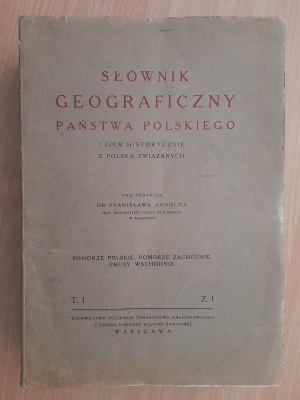 SŁOWNIK
GEOGRAFICZNY
PAŃSTWA POLSKIEGO
I ZIEM HISTORYCZNIE
Z POLSKĄ ZWIĄZANYCH
POD REDAKCJĄ
DR. STANISŁAWA ARNOLDA
W WARSZAWIE
POMORZE POLSKIE, POMORZE ZACHODNIE,
PRUSY WSCHODNIE.
T. I Z. I
WARSZAWA